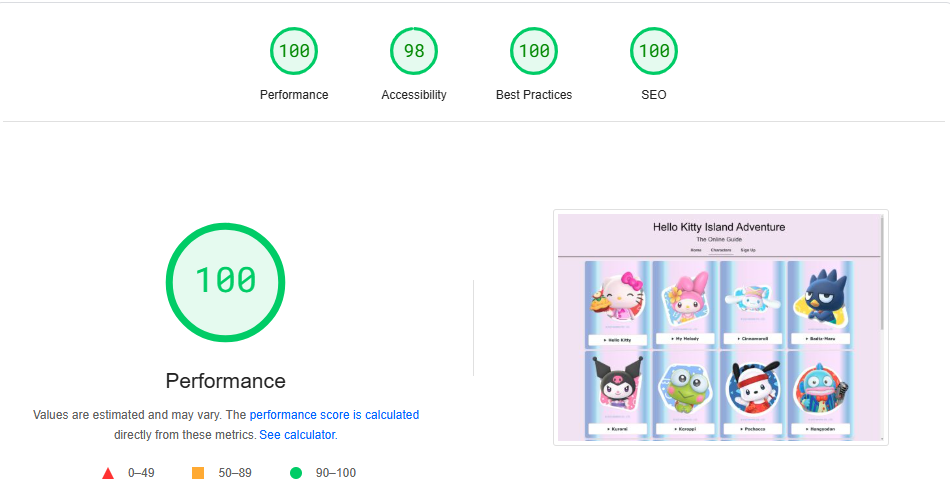 100 98 100 100
Performance Accessibility Best Practices SEO
100
Performance
Values are estimated and may vary. The performance score is calculated
directly from these metrics. See calculator.
0–49 50–89 90–100
Hello Kitty Island Adventure
The Online Guide
Home Characters Sign Up
▸ Hello Kitty ▸ My Melody ▸ Cinnamoroll ▸ Badtz-Maru
▸ Kuromi ▸ Keroppi ▸ Pochacco ▸ Hangyodon